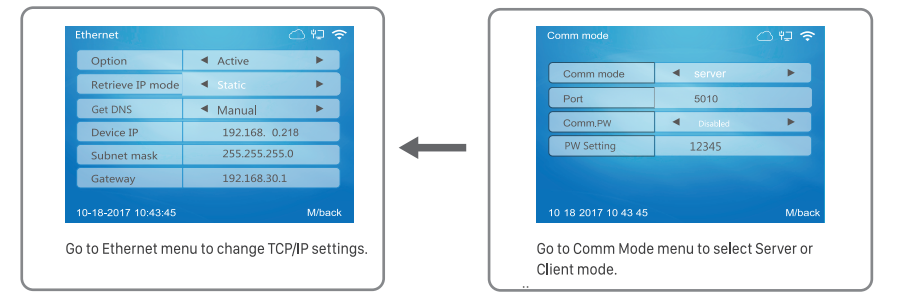 Ethernet
Option ◀ Active ▶
Retrieve IP mode ◀ Static ▶
Get DNS ◀ Manual ▶
Device IP 192.168. 0.218
Subnet mask 255.255.255.0
Gateway 192.168.30.1
10-18-2017 10:43:45 M/back
Go to Ethernet menu to change TCP/IP settings.
Comm mode
Comm mode ◀ server ▶
Port 5010
Comm.PW ◀ Disabled ▶
PW Setting 12345
10 18 2017 10 43 45 M/back
Go to Comm Mode menu to select Server or
Client mode.